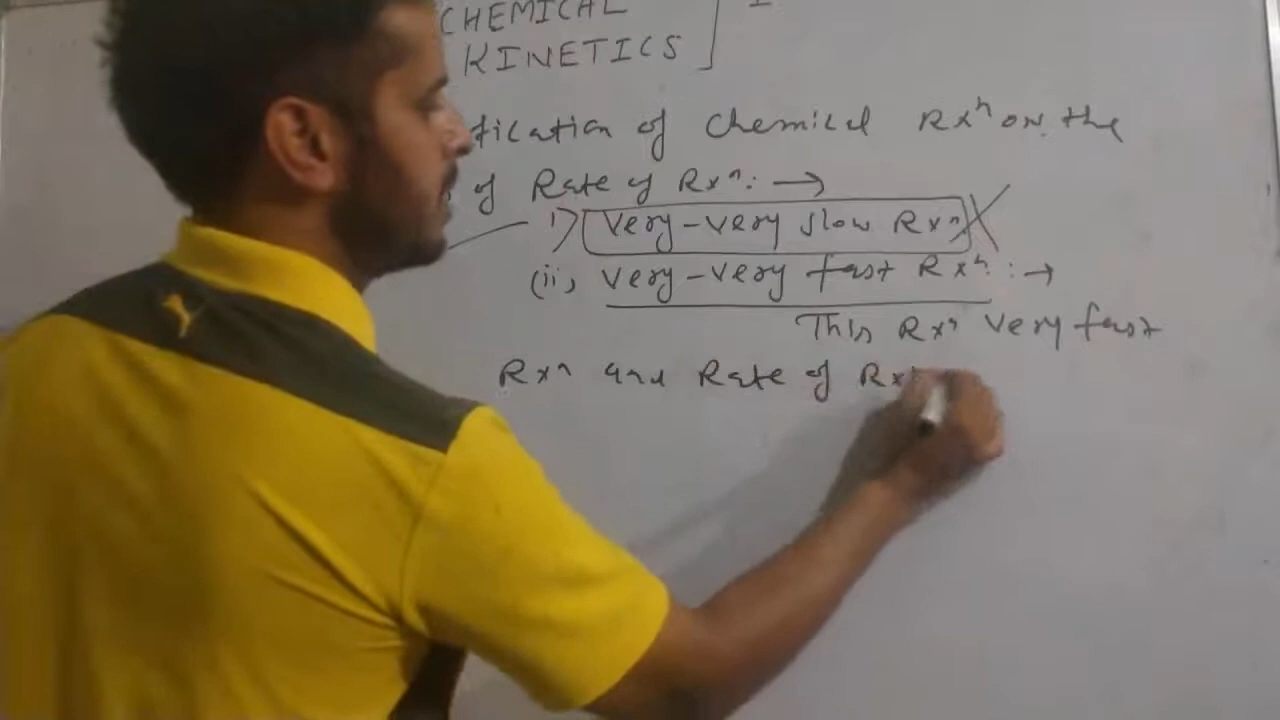 CHEMICAL
KINETICS ]
fication of Chemical Rxⁿ on the
of Rate of Rxⁿ: →
i) Very-very slow Rxⁿ
(ii) very-very fast Rxⁿ : →
This Rxⁿ very fast
Rxⁿ and Rate of Rxⁿ